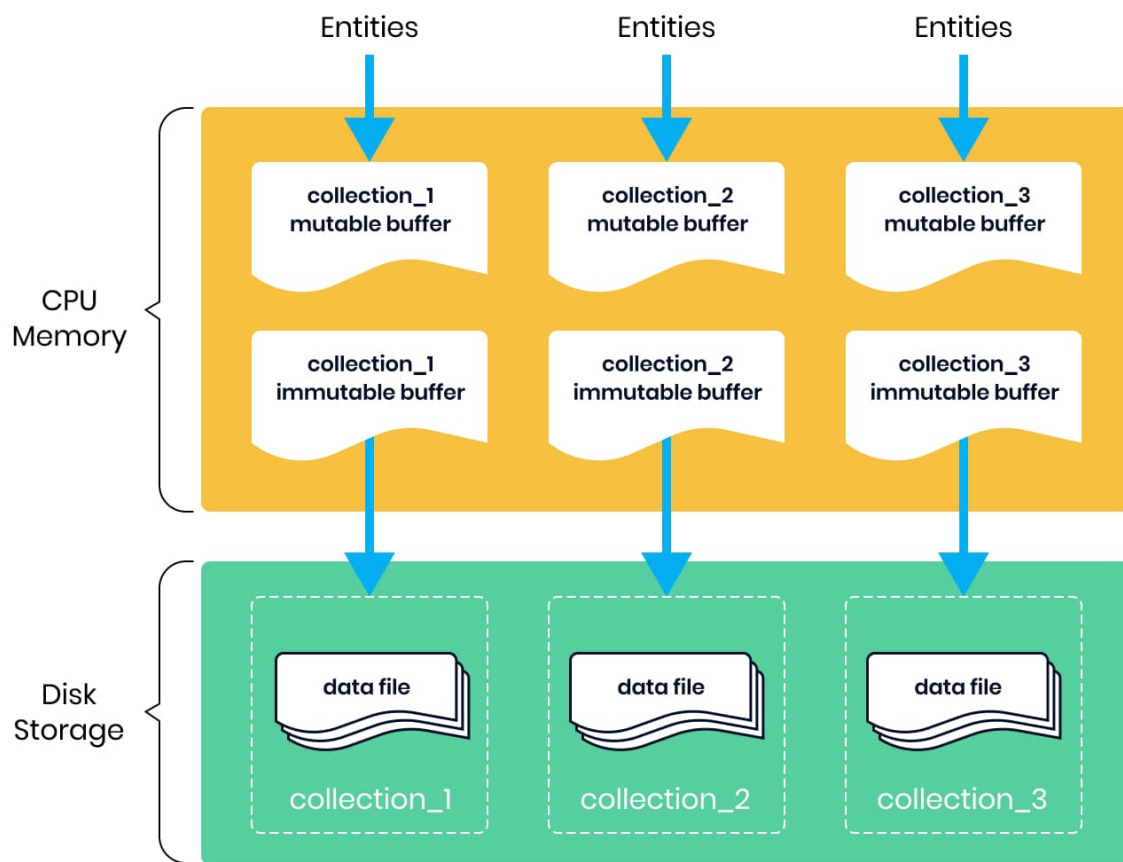 Entities
Entities
Entities
CPU
Memory
collection_1
mutable buffer
collection_2
mutable buffer
collection_3
mutable buffer
collection_1
immutable buffer
collection_2
immutable buffer
collection_3
immutable buffer
Disk
Storage
data file
data file
data file
collection_1
collection_2
collection_3